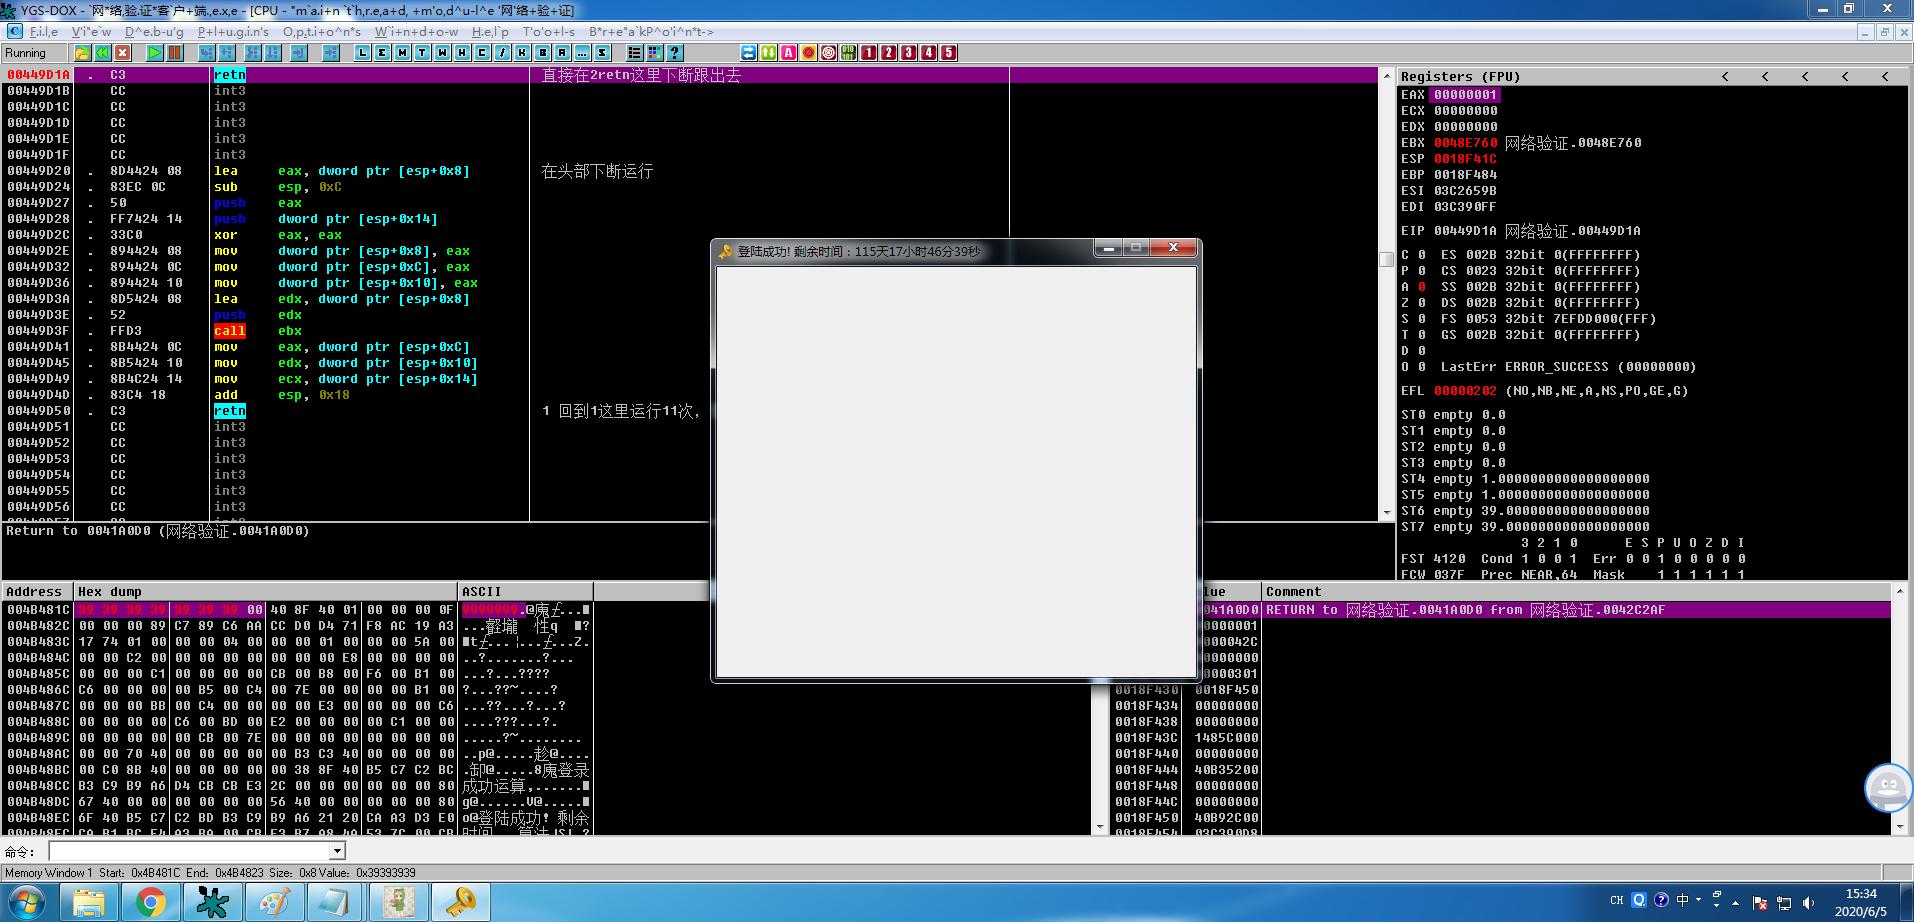 YGS-DOX - `网*络,验.证*客`户+端.,e.x,e - [CPU - "m`a.i+n `t`h,r.e,a+d, +m'o,d^u-l^e '网'络+验+证]
F.i.l,e V'i"e`w D^e.b-u'g P+l+u.g.i.n's O,p,t.i+o^n*s W`i+n+d+o-w H.e,l`p T'o'o+l-s B*r+e"a`kP^o'i^n*t->
Running L E M T W H C / K B R ... S ? A 1 2 3 4 5
00449D1A . C3 retn 直接在2retn这里下断跟出去
00449D1B CC int3
00449D1C CC int3
00449D1D CC int3
00449D1E CC int3
00449D1F CC int3
00449D20 . 8D4424 08 lea eax, dword ptr [esp+0x8] 在头部下断运行
00449D24 . 83EC 0C sub esp, 0xC
00449D27 . 50 push eax
00449D28 . FF7424 14 push dword ptr [esp+0x14]
00449D2C . 33C0 xor eax, eax
00449D2E . 894424 08 mov dword ptr [esp+0x8], eax
00449D32 . 894424 0C mov dword ptr [esp+0xC], eax
00449D36 . 894424 10 mov dword ptr [esp+0x10], eax
00449D3A . 8D5424 08 lea edx, dword ptr [esp+0x8]
00449D3E . 52 push edx
00449D3F . FFD3 call ebx
00449D41 . 8B4424 0C mov eax, dword ptr [esp+0xC]
00449D45 . 8B5424 10 mov edx, dword ptr [esp+0x10]
00449D49 . 8B4C24 14 mov ecx, dword ptr [esp+0x14]
00449D4D . 83C4 18 add esp, 0x18
00449D50 . C3 retn 1 回到1这里运行11次,
00449D51 CC int3
00449D52 CC int3
00449D53 CC int3
00449D54 CC int3
00449D55 CC int3
00449D56 CC int3
Return to 0041A0D0 (网络验证.0041A0D0)
登陆成功! 剩余时间：115天17小时46分39秒
Registers (FPU) < < < < <
EAX 00000001
ECX 00000000
EDX 00000000
EBX 0048E760 网络验证.0048E760
ESP 0018F41C
EBP 0018F484
ESI 03C2659B
EDI 03C390FF
EIP 00449D1A 网络验证.00449D1A
C 0 ES 002B 32bit 0(FFFFFFFF)
P 0 CS 0023 32bit 0(FFFFFFFF)
A 0 SS 002B 32bit 0(FFFFFFFF)
Z 0 DS 002B 32bit 0(FFFFFFFF)
S 0 FS 0053 32bit 7EFDD000(FFF)
T 0 GS 002B 32bit 0(FFFFFFFF)
D 0
O 0 LastErr ERROR_SUCCESS (00000000)
EFL 00000202 (NO,NB,NE,A,NS,PO,GE,G)
ST0 empty 0.0
ST1 empty 0.0
ST2 empty 0.0
ST3 empty 0.0
ST4 empty 1.0000000000000000000
ST5 empty 1.0000000000000000000
ST6 empty 39.000000000000000000
ST7 empty 39.000000000000000000
3 2 1 0 E S P U O Z D I
FST 4120 Cond 1 0 0 1 Err 0 0 1 0 0 0 0 0
FCW 037F Prec NEAR,64 Mask 1 1 1 1 1 1
Address Hex dump ASCII
004B481C 39 39 39 39 39 39 39 00 40 8F 40 01 00 00 00 0F 9999999.@
004B482C 00 00 00 89 C7 89 C6 AA CC D0 D4 71 F8 AC 19 A3
004B483C 17 74 01 00 00 00 04 00 00 00 01 00 00 00 5A 00
004B484C 00 00 C2 00 00 00 00 00 00 00 00 E8 00 00 00 00 ..?.......?...
004B485C 00 00 00 C1 00 00 00 00 CB 00 B8 00 F6 00 B1 00 ...?...????
004B486C C6 00 00 00 00 B5 00 C4 00 7E 00 00 00 00 B1 00 ?...??~....?
004B487C 00 00 00 BB 00 C4 00 00 00 00 E3 00 00 00 00 C6 ...??...?...?
004B488C 00 00 00 00 C6 00 BD 00 E2 00 00 00 00 C1 00 00 ....???...?.
004B489C 00 00 00 00 00 CB 00 7E 00 00 00 00 00 00 00 00 .....?~........
004B48AC 00 00 70 40 00 00 00 00 00 B3 C3 40 00 00 00 00 ..p@.....趁@....
004B48BC 00 C0 8B 40 00 00 00 00 00 38 8F 40 B5 C7 C2 BC .缷@.....8廆登录
004B48CC B3 C9 B9 A6 D4 CB CB E3 2C 00 00 00 00 00 00 80 成功运算,......
004B48DC 67 40 00 00 00 00 00 00 56 40 00 00 00 00 00 80 g@......V@.....
004B48EC 6F 40 B5 C7 C2 BD B3 C9 B9 A6 21 20 CA A3 D3 E0 o@登陆成功! 剩余
lue Comment
041A0D0 RETURN to 网络验证.0041A0D0 from 网络验证.0042C2AF
0000001
000042C
0000000
0000301
0018F430 0018F450
0018F434 00000000
0018F438 00000000
0018F43C 1485C000
0018F440 00000000
0018F444 40B35200
0018F448 00000000
0018F44C 00000000
0018F450 40B92C00
0018F454 03C390D8
命令:
Memory Window 1 Start: 0x4B481C End: 0x4B4823 Size: 0x8 Value: 0x39393939
CH 中 15:34
2020/6/5